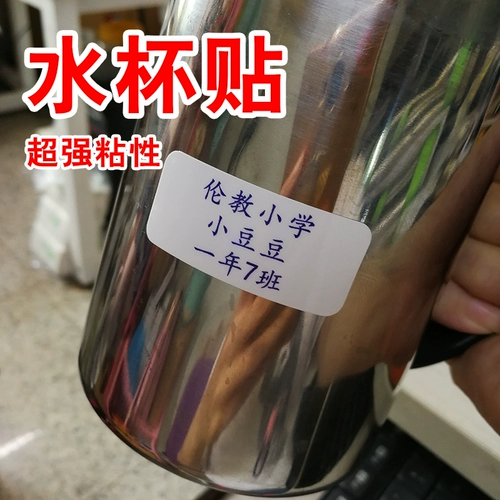 水杯贴
超强粘性
伦教小学
小豆豆
一年7班